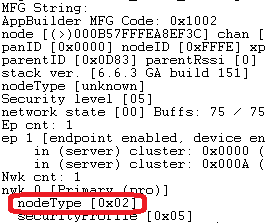 MFG String:
AppBuilder MFG Code: 0x1002
node [(>)000B57FFFEA8EF3C] chan [
panID [0x0000] nodeID [0xFFFE] xp
parentID [0x0D83] parentRssi [0]
stack ver. [6.6.3 GA build 151]
nodeType [unknown]
Security level [05]
network state [00] Buffs: 75 / 75
Ep cnt: 1
ep 1 [endpoint enabled, device en
in (server) cluster: 0x0000 (
in (server) cluster: 0x000A (
Nwk cnt: 1
nwk 0 [Primary (pro)]
nodeType [0x02]
securityProfile [0x05]